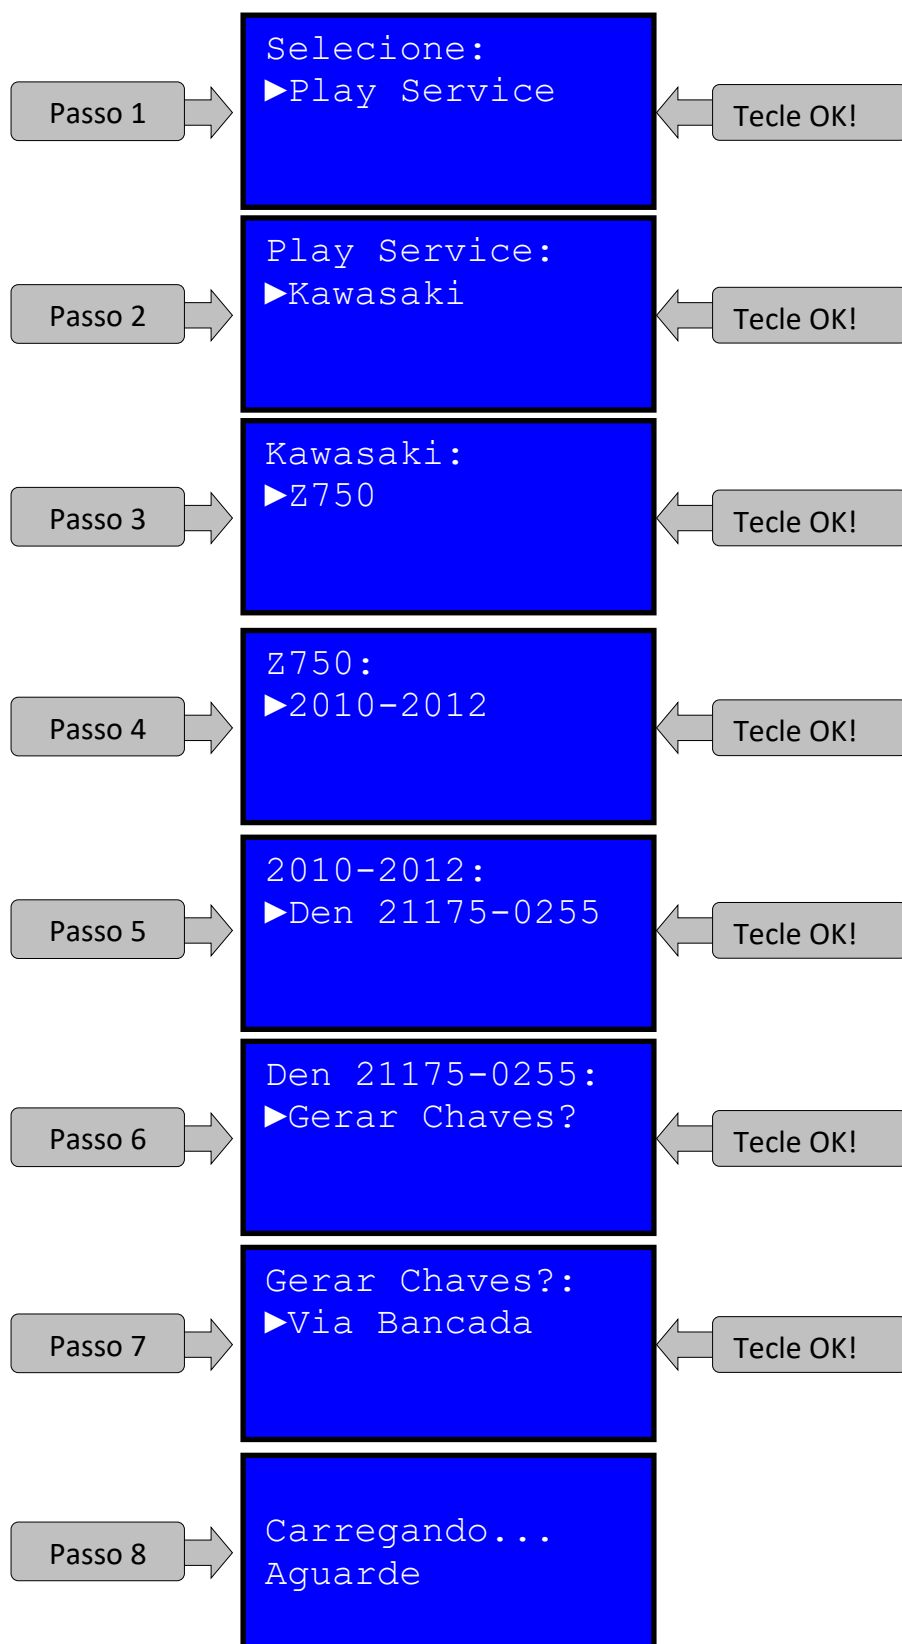 Passo 1
Selecione:
►Play Service
Tecle OK!
Passo 2
Play Service:
►Kawasaki
Tecle OK!
Passo 3
Kawasaki:
►Z750
Tecle OK!
Passo 4
Z750:
►2010-2012
Tecle OK!
Passo 5
2010-2012:
►Den 21175-0255
Tecle OK!
Passo 6
Den 21175-0255:
►Gerar Chaves?
Tecle OK!
Passo 7
Gerar Chaves?:
►Via Bancada
Tecle OK!
Passo 8
Carregando...
Aguarde